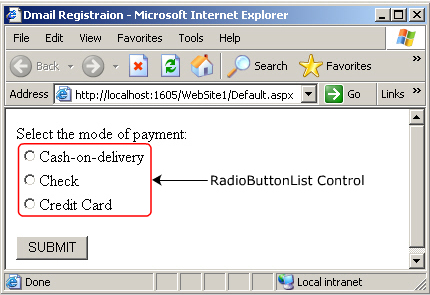 Dmail Registraion - Microsoft Internet Explorer
File Edit View Favorites Tools Help »
Back Search Favorites »
Address http://localhost:1605/WebSite1/Default.aspx Go Links »
Select the mode of payment:
Cash-on-delivery
Check
RadioButtonList Control
Credit Card
SUBMIT
Done Local intranet